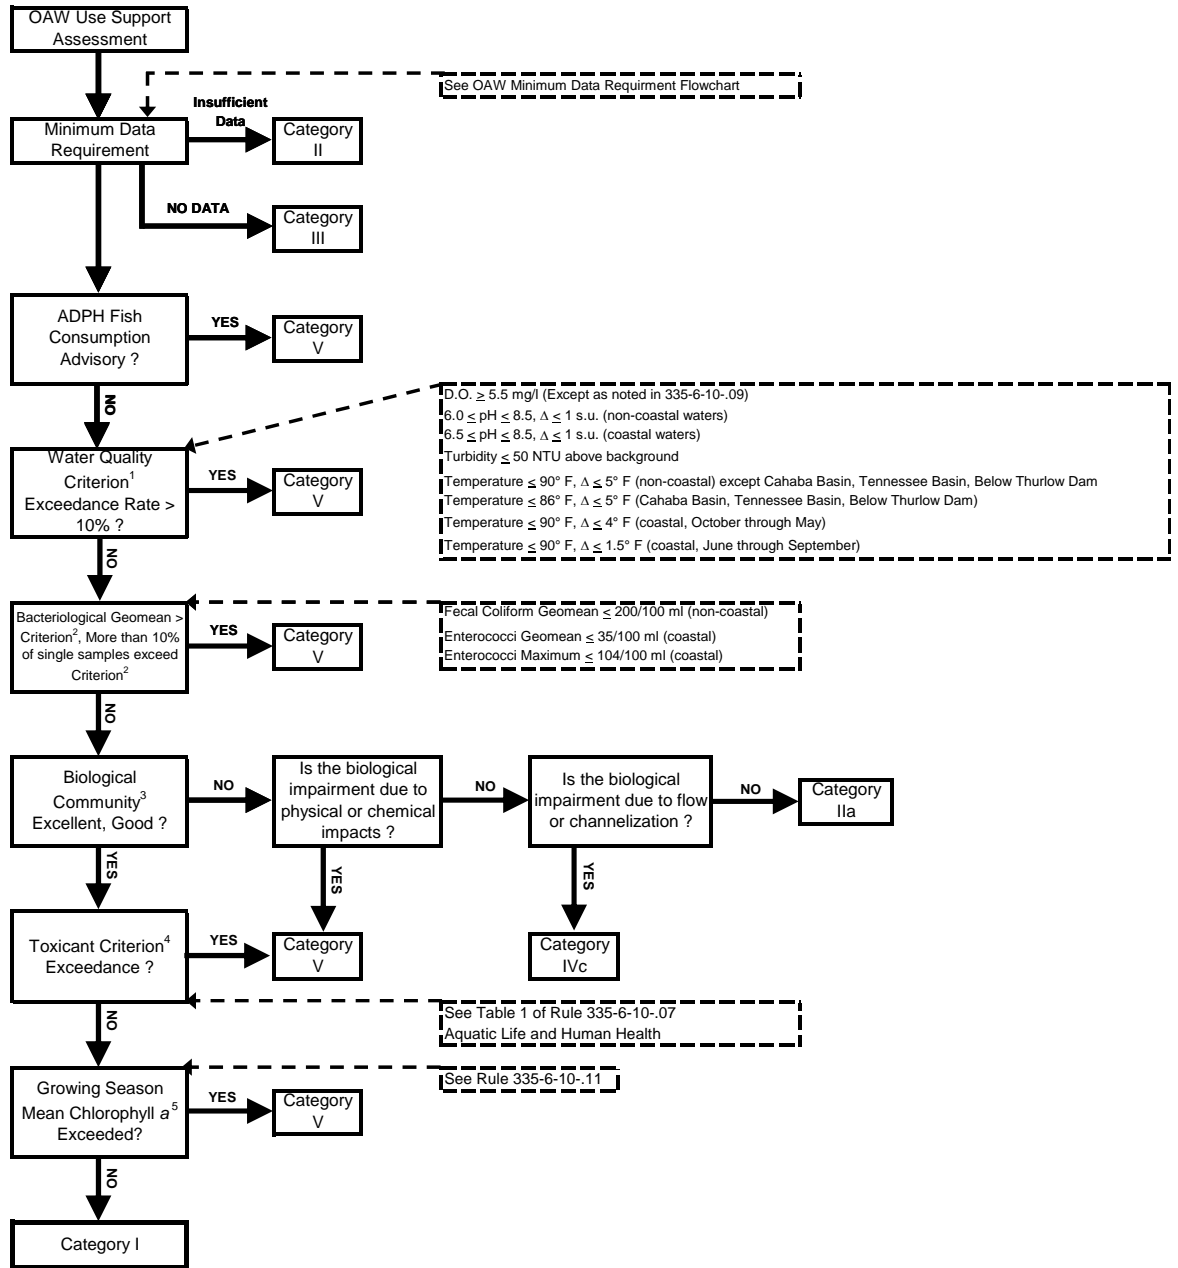 OAW Use Support
Assessment
See OAW Minimum Data Requirment Flowchart
Insufficient
Data
Minimum Data
Requirement
Category
II
NO DATA
Category
III
ADPH Fish
Consumption
Advisory ?
YES
Category
V
NO
D.O. ≥ 5.5 mg/l (Except as noted in 335-6-10-.09)
6.0 ≤ pH ≤ 8.5, Δ ≤ 1 s.u. (non-coastal waters)
6.5 ≤ pH ≤ 8.5, Δ ≤ 1 s.u. (coastal waters)
Turbidity ≤ 50 NTU above background
Temperature ≤ 90° F, Δ ≤ 5° F (non-coastal) except Cahaba Basin, Tennessee Basin, Below Thurlow Dam
Temperature ≤ 86° F, Δ ≤ 5° F (Cahaba Basin, Tennessee Basin, Below Thurlow Dam)
Temperature ≤ 90° F, Δ ≤ 4° F (coastal, October through May)
Temperature ≤ 90° F, Δ ≤ 1.5° F (coastal, June through September)
Water Quality
Criterion¹
Exceedance Rate >
10% ?
YES
Category
V
NO
Bacteriological Geomean >
Criterion², More than 10%
of single samples exceed
Criterion²
YES
Category
V
Fecal Coliform Geomean ≤ 200/100 ml (non-coastal)
Enterococci Geomean ≤ 35/100 ml (coastal)
Enterococci Maximum ≤ 104/100 ml (coastal)
NO
Biological
Community³
Excellent, Good ?
NO
Is the biological
impairment due to
physical or chemical
impacts ?
NO
Is the biological
impairment due to flow
or channelization ?
NO
Category
IIa
YES
YES
YES
Toxicant Criterion⁴
Exceedance ?
YES
Category
V
Category
IVc
NO
See Table 1 of Rule 335-6-10-.07
Aquatic Life and Human Health
See Rule 335-6-10-.11
Growing Season
Mean Chlorophyll a⁵
Exceeded?
YES
Category
V
NO
Category I